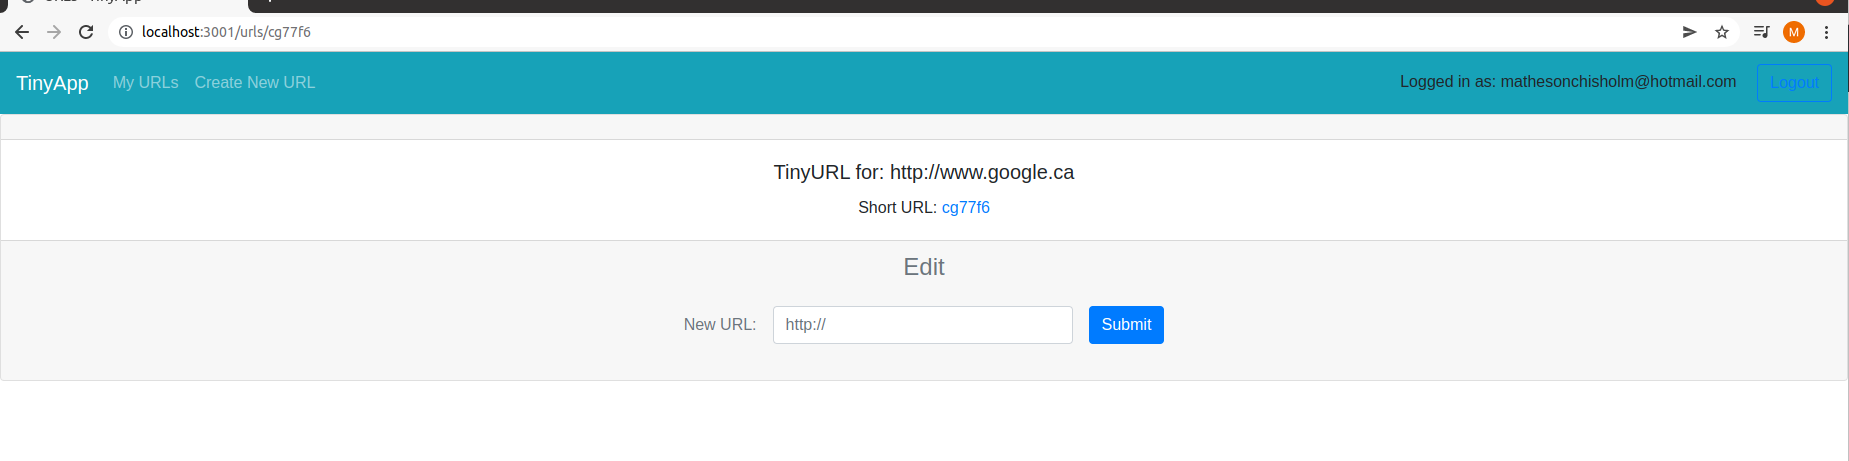 localhost:3001/urls/cg77f6
M
TinyApp My URLs Create New URL Logged in as: mathesonchisholm@hotmail.com Logout
TinyURL for: http://www.google.ca
Short URL: cg77f6
Edit
New URL: http:// Submit